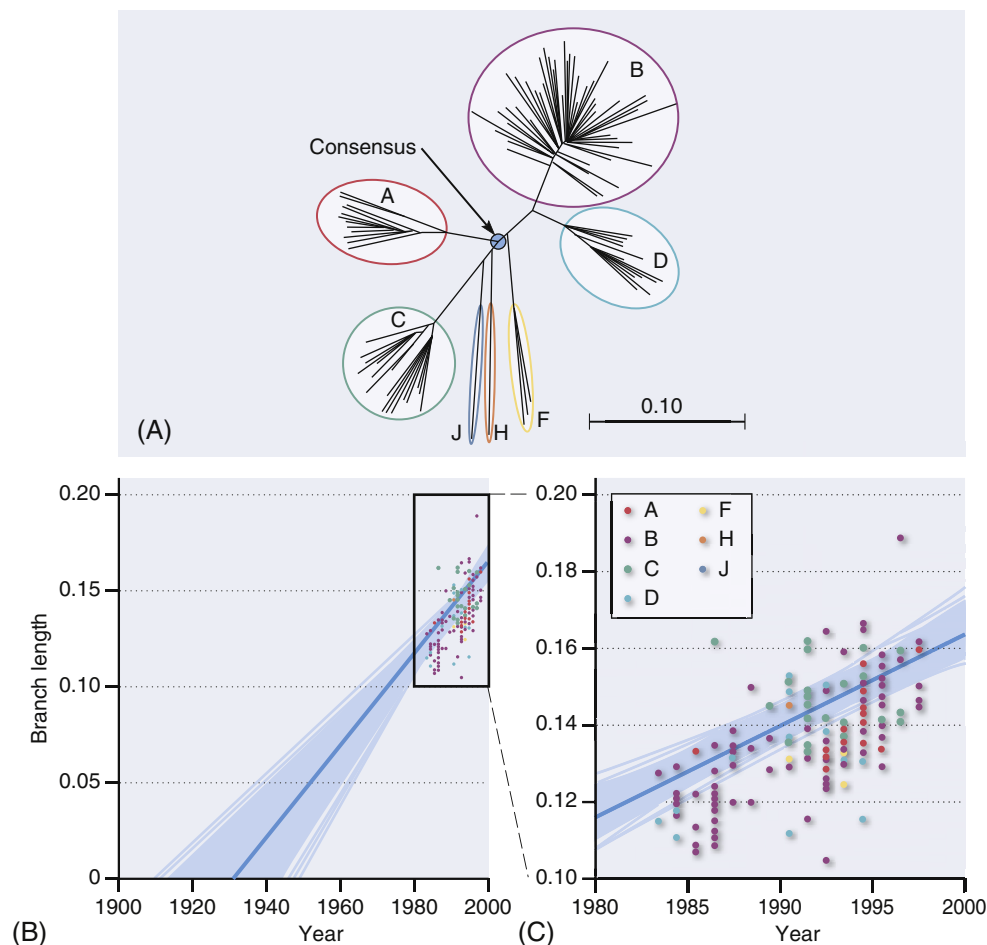 B
Consensus
A
D
C
J
H
F
0.10
(A)
0.20
0.15
0.10
0.05
0
Branch length
1900
1920
1940
1960
1980
2000
Year
(B)
0.20
0.18
0.16
0.14
0.12
0.10
A
F
B
H
C
J
D
1980
1985
1990
1995
2000
Year
(C)